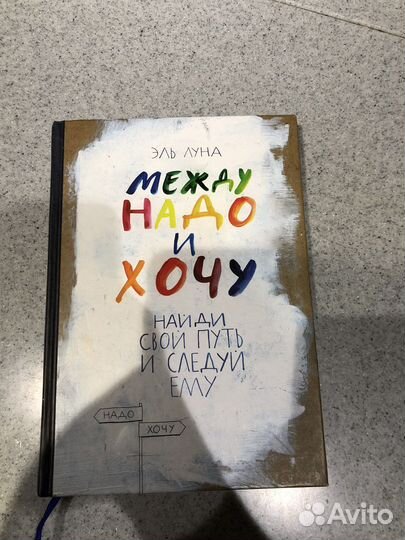 ЭЛЬ ЛУНА
МЕЖДУ
НАДО
И
ХОЧУ
НАЙДИ
СВОЙ ПУТЬ
И СЛЕДУЙ
ЕМУ
НАДО
ХОЧУ
Avito